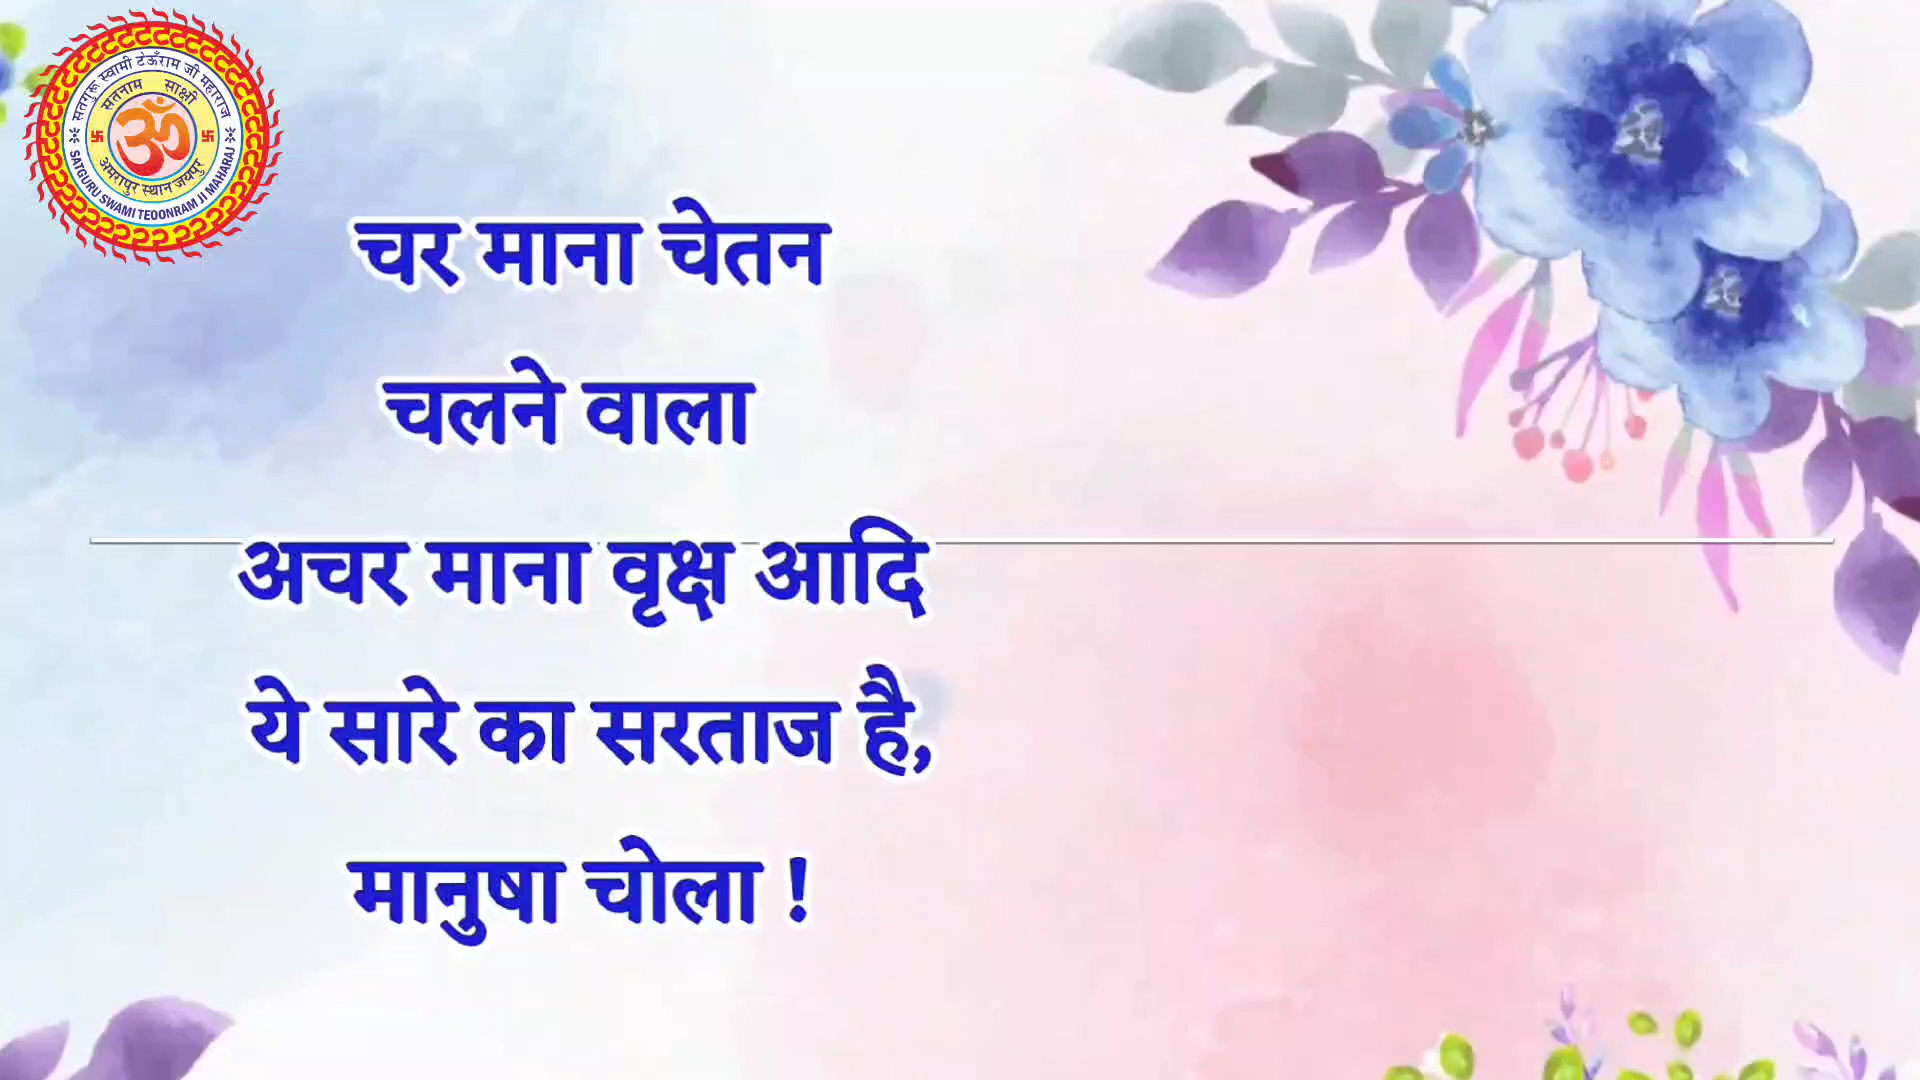 सतगुरू स्वामी टेऊँराम जी महाराज
सतनाम साक्षी
ॐ
अमरापुर स्थान जयपुर
SATGURU SWAMI TEOONRAM JI MAHARAJ
चर माना चेतन
चलने वाला
अचर माना वृक्ष आदि
ये सारे का सरताज है,
मानुषा चोला !